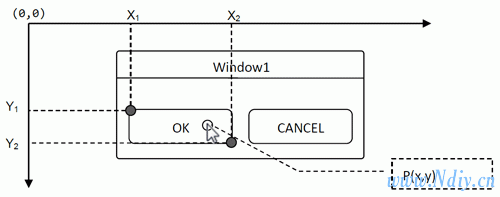 (0,0)
X1
X2
Window1
Y1
OK
CANCEL
Y2
P(x,y)
www.Ndiy.cn